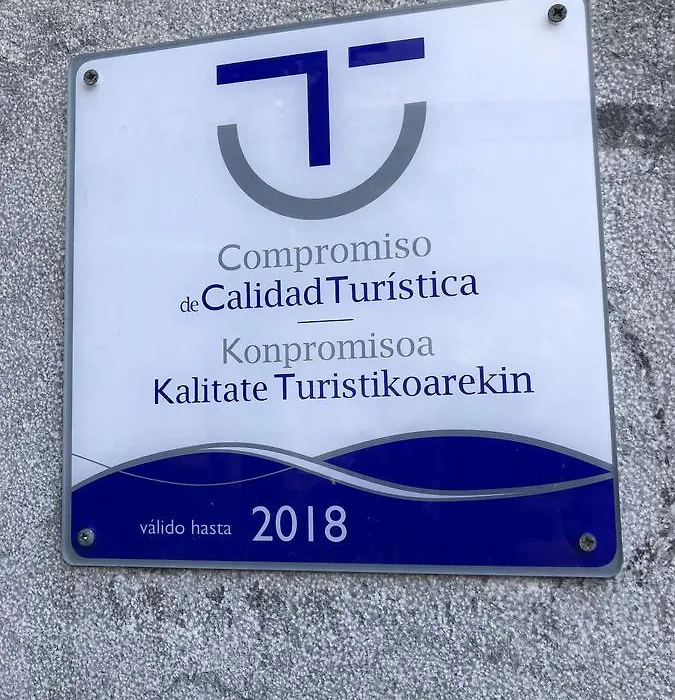 Compromiso
de Calidad Turística
Konpromisoa
Kalitate Turistikoarekin
válido hasta 2018